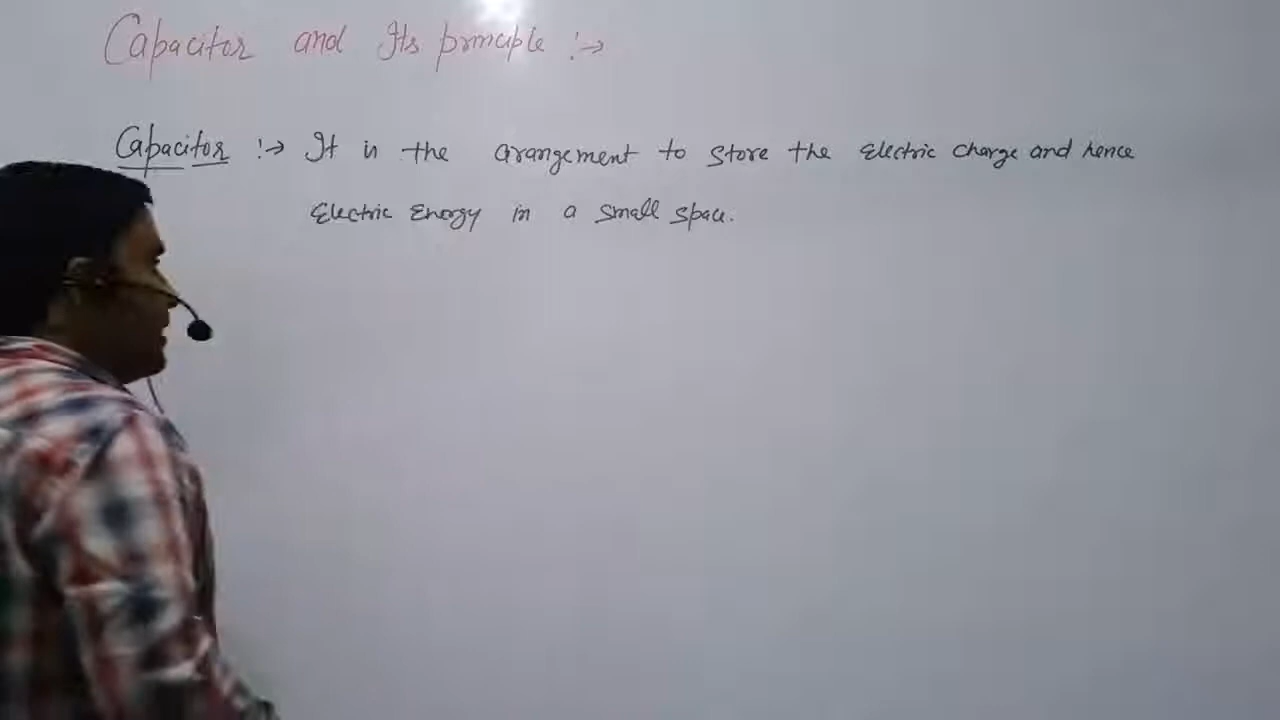 Capacitor and Its principle :→
Capacitor :→ It is the arangement to store the Electric charge and hence
Electric Energy in a small space.